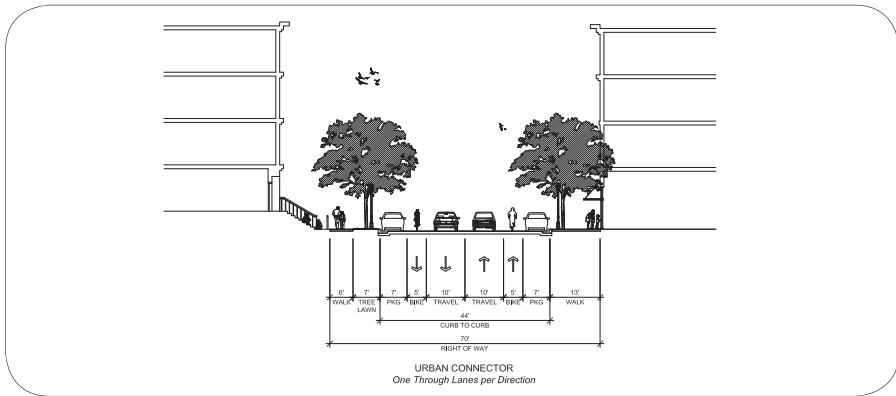 6' 7' 7' 5' 10' 10' 5' 7' 13'
WALK TREE PKG BIKE TRAVEL TRAVEL BIKE PKG WALK
LAWN
44'
CURB TO CURB
70'
RIGHT OF WAY
URBAN CONNECTOR
One Through Lanes per Direction